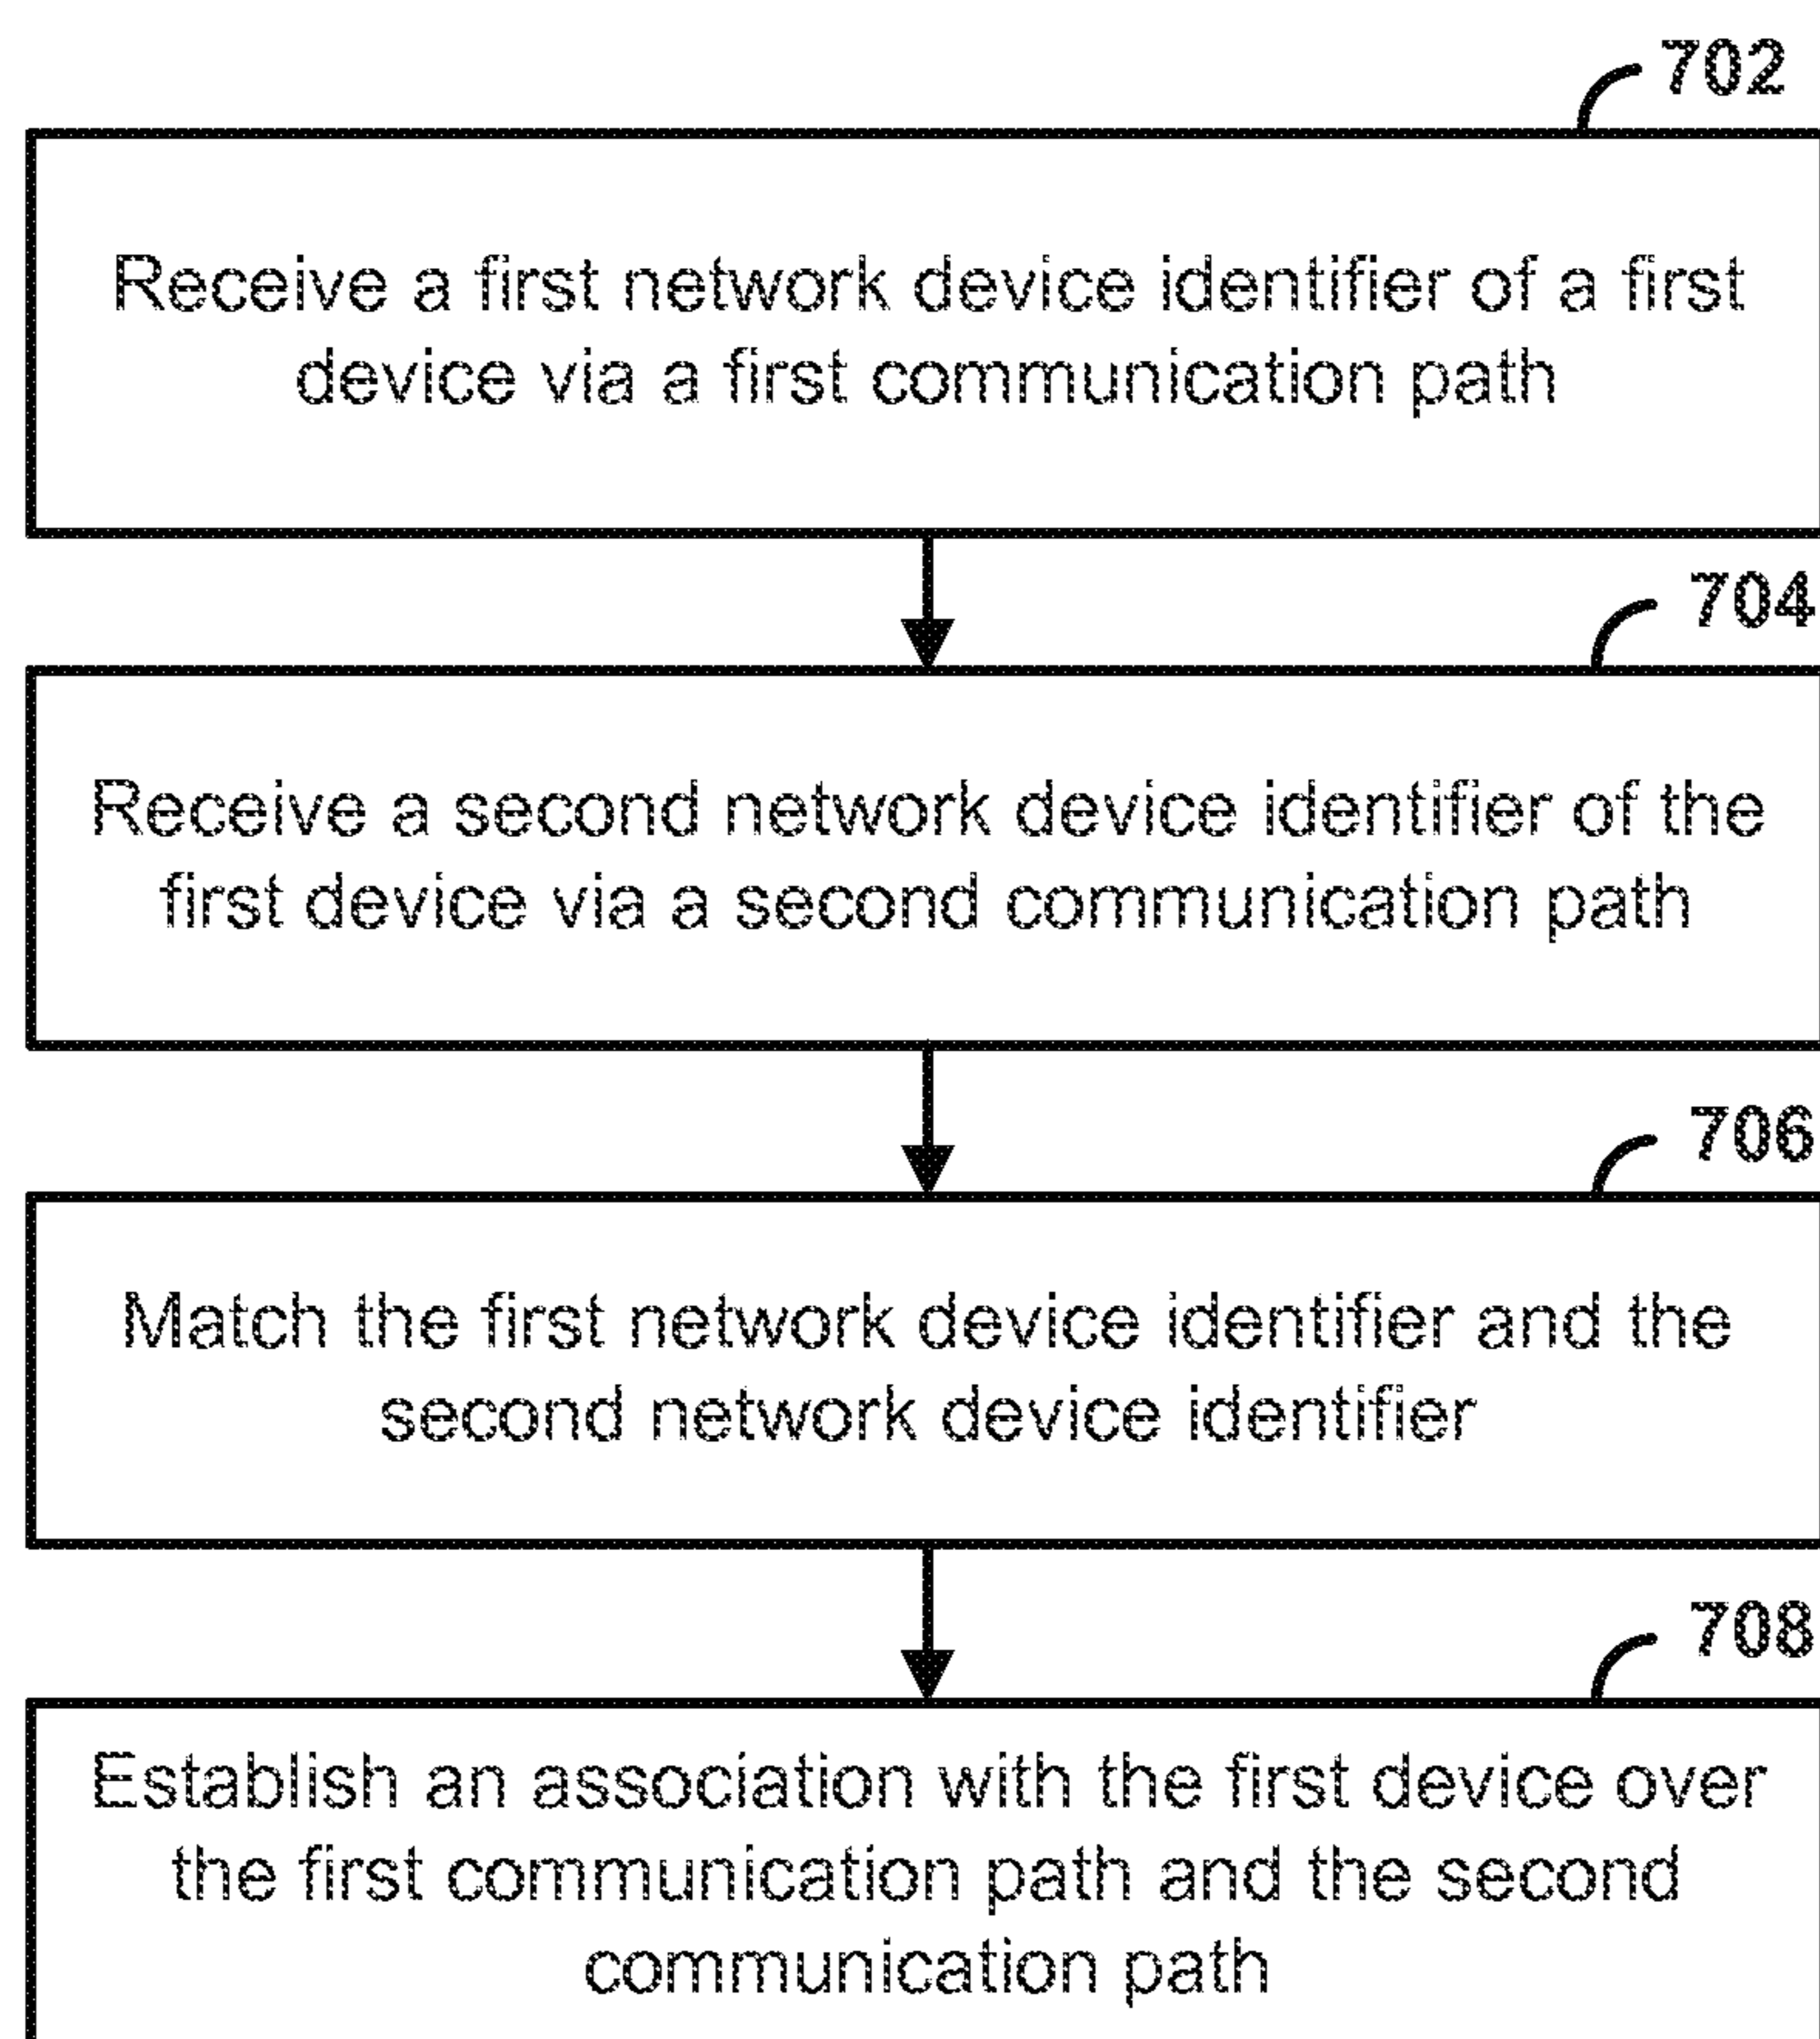 702
Receive a first network device identifier of a first
device via a first communication path
704
Receive a second network device identifier of the
first device via a second communication path
706
Match the first network device identifier and the
second network device identifier
708
Establish an association with the first device over
the first communication path and the second
communication path